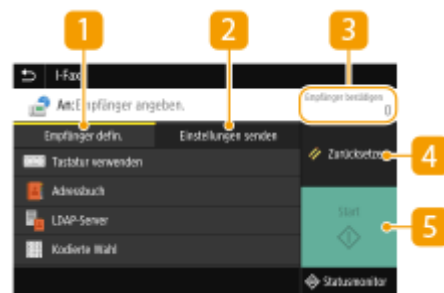 1
2
3
I-Fax
An: Empfänger angeben.
Empfänger bestätigen
0
Empfänger defin.
Einstellungen senden
Tastatur verwenden
Zurücksetzen
4
Adressbuch
LDAP-Server
Start
5
Kodierte Wahl
Statusmonitor